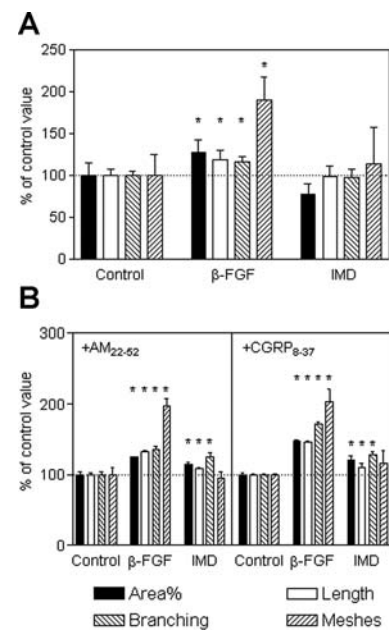 A
% of control value
250
200
150
100
50
0
* * * *
Control β-FGF IMD
B
% of control value
300
200
100
0
+AM22-52 +CGRP8-37
* * * * * * * * * * * * * *
Control β-FGF IMD Control β-FGF IMD
Area% Length
Branching Meshes